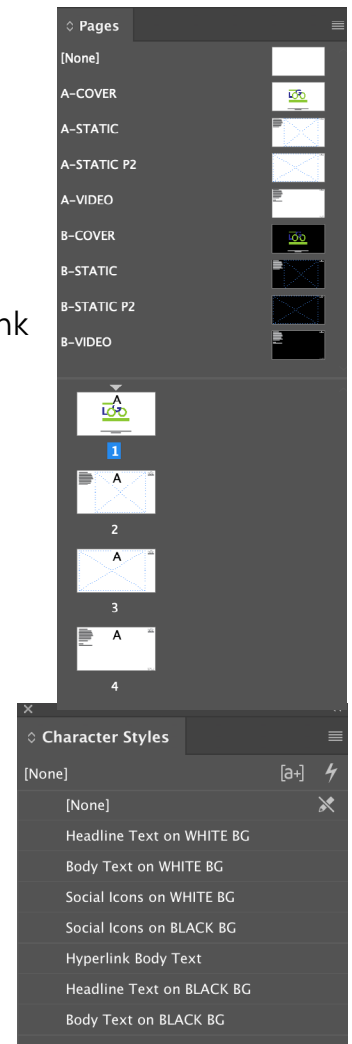 Pages
[None]
A-COVER
A-STATIC
A-STATIC P2
A-VIDEO
B-COVER
B-STATIC
B-STATIC P2
B-VIDEO
nk
A
LOGO
1
A
2
A
3
A
4
Character Styles
[None]
[a+]
[None]
Headline Text on WHITE BG
Body Text on WHITE BG
Social Icons on WHITE BG
Social Icons on BLACK BG
Hyperlink Body Text
Headline Text on BLACK BG
Body Text on BLACK BG